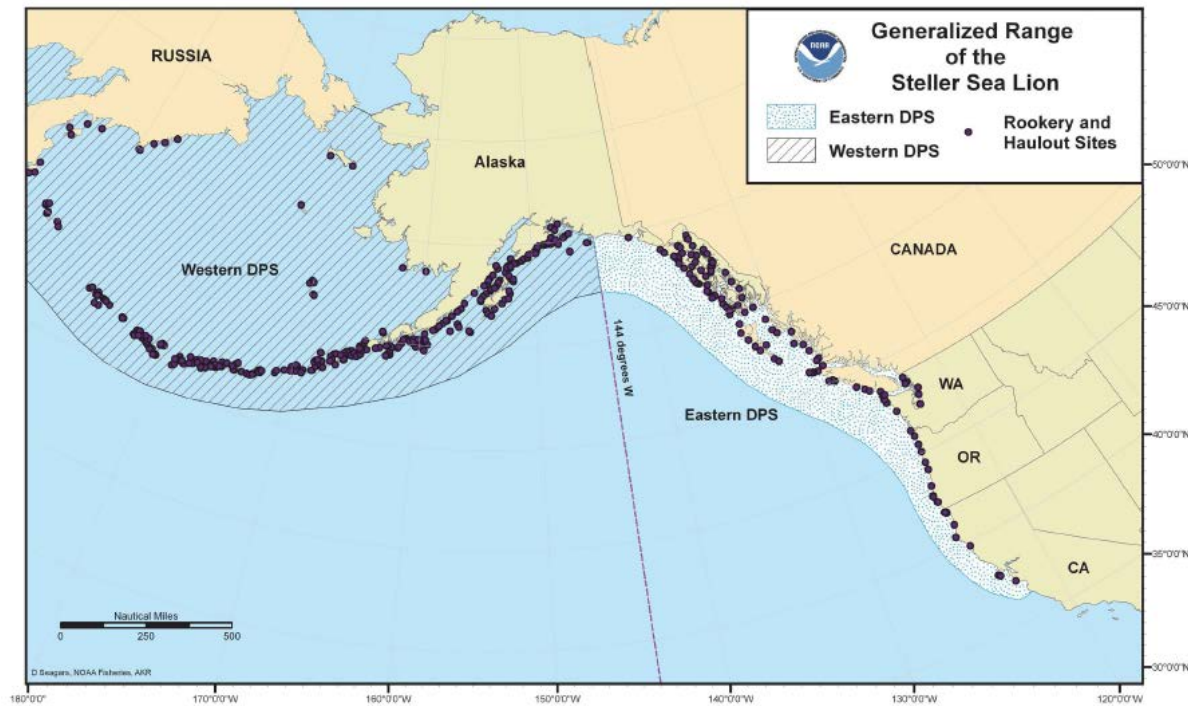 Generalized Range
of the
Steller Sea Lion
NOAA
Eastern DPS
Western DPS
Rookery and
Haulout Sites
RUSSIA
Alaska
CANADA
Western DPS
Eastern DPS
144 degrees W
WA
OR
CA
50°0'0"N
45°0'0"N
40°0'0"N
35°0'0"N
30°0'0"N
Nautical Miles
0 250 500
D.Seagars, NOAA Fisheries, AKR
180°0'0"W 170°0'0"W 160°0'0"W 150°0'0"W 140°0'0"W 130°0'0"W 120°0'0"W